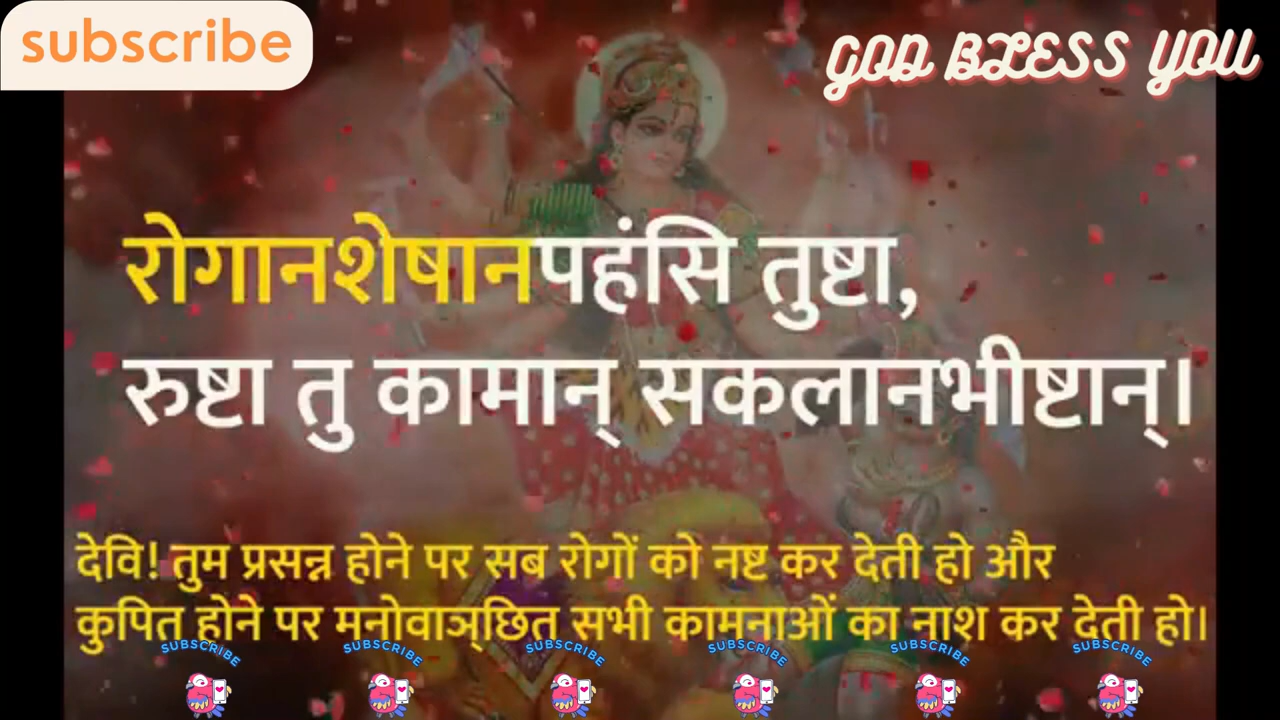 subscribe
GOD BLESS YOU
रोगानशेषानपहंसि तुष्टा,
रुष्टा तु कामान् सकलानभीष्टान्।
देवि! तुम प्रसन्न होने पर सब रोगों को नष्ट कर देती हो और
कुपित होने पर मनोवाञ्छित सभी कामनाओं का नाश कर देती हो।
SUBSCRIBE SUBSCRIBE SUBSCRIBE SUBSCRIBE SUBSCRIBE SUBSCRIBE